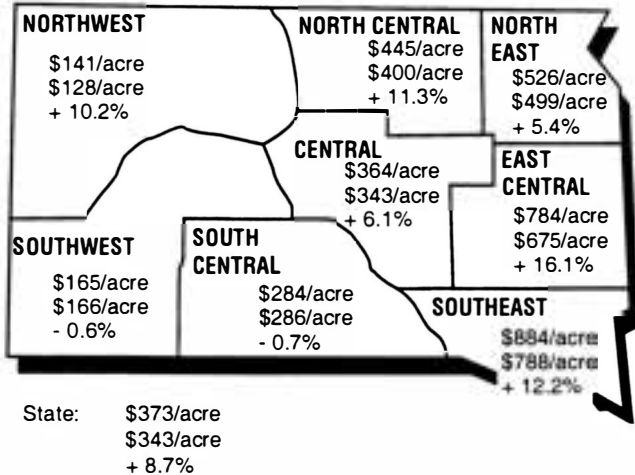 NORTHWEST
$141/acre
$128/acre
+ 10.2%
NORTH CENTRAL
$445/acre
$400/acre
+ 11.3%
NORTH
EAST
$526/acre
$499/acre
+ 5.4%
CENTRAL
$364/acre
$343/acre
+ 6.1%
EAST
CENTRAL
$784/acre
$675/acre
+ 16.1%
SOUTHWEST
$165/acre
$166/acre
- 0.6%
SOUTH
CENTRAL
$284/acre
$286/acre
- 0.7%
SOUTHEAST
$884/acre
$788/acre
+ 12.2%
State: $373/acre
$343/acre
+ 8.7%